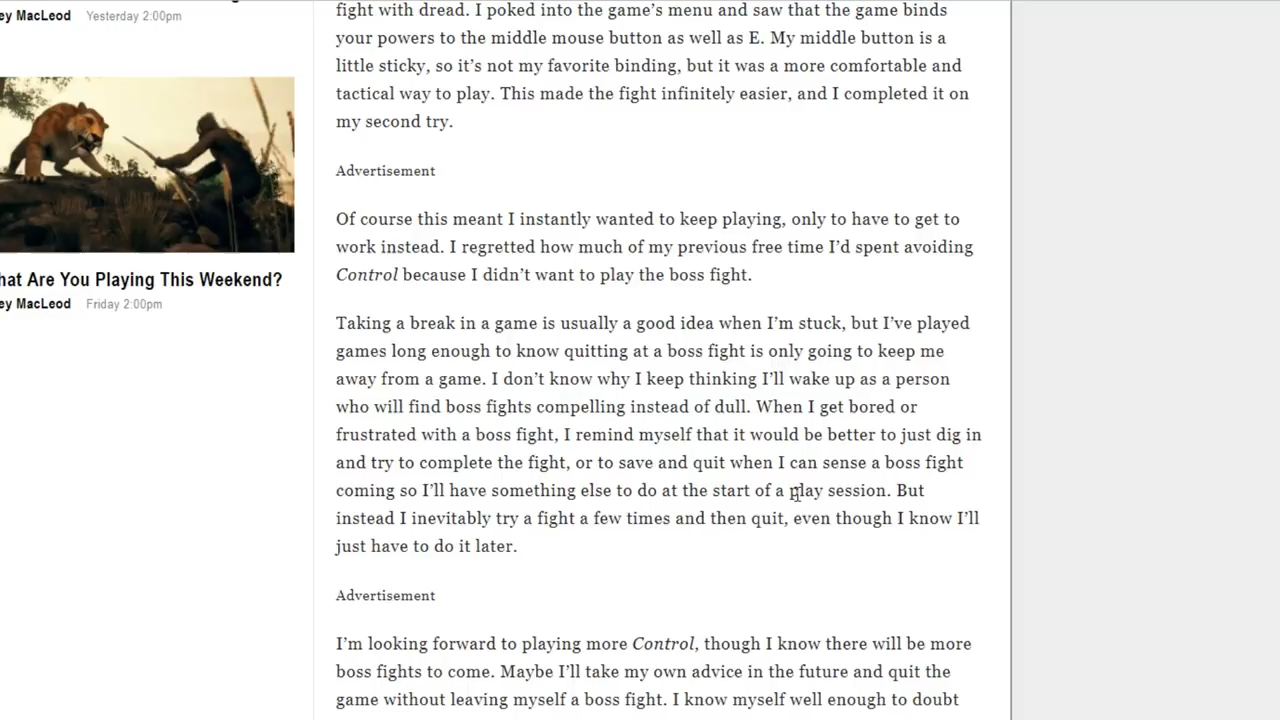 ey MacLeod Yesterday 2:00pm
hat Are You Playing This Weekend?
ey MacLeod Friday 2:00pm
fight with dread. I poked into the game’s menu and saw that the game binds
your powers to the middle mouse button as well as E. My middle button is a
little sticky, so it’s not my favorite binding, but it was a more comfortable and
tactical way to play. This made the fight infinitely easier, and I completed it on
my second try.
Advertisement
Of course this meant I instantly wanted to keep playing, only to have to get to
work instead. I regretted how much of my previous free time I’d spent avoiding
Control because I didn’t want to play the boss fight.
Taking a break in a game is usually a good idea when I’m stuck, but I’ve played
games long enough to know quitting at a boss fight is only going to keep me
away from a game. I don’t know why I keep thinking I’ll wake up as a person
who will find boss fights compelling instead of dull. When I get bored or
frustrated with a boss fight, I remind myself that it would be better to just dig in
and try to complete the fight, or to save and quit when I can sense a boss fight
coming so I’ll have something else to do at the start of a play session. But
instead I inevitably try a fight a few times and then quit, even though I know I’ll
just have to do it later.
Advertisement
I’m looking forward to playing more Control, though I know there will be more
boss fights to come. Maybe I’ll take my own advice in the future and quit the
game without leaving myself a boss fight. I know myself well enough to doubt